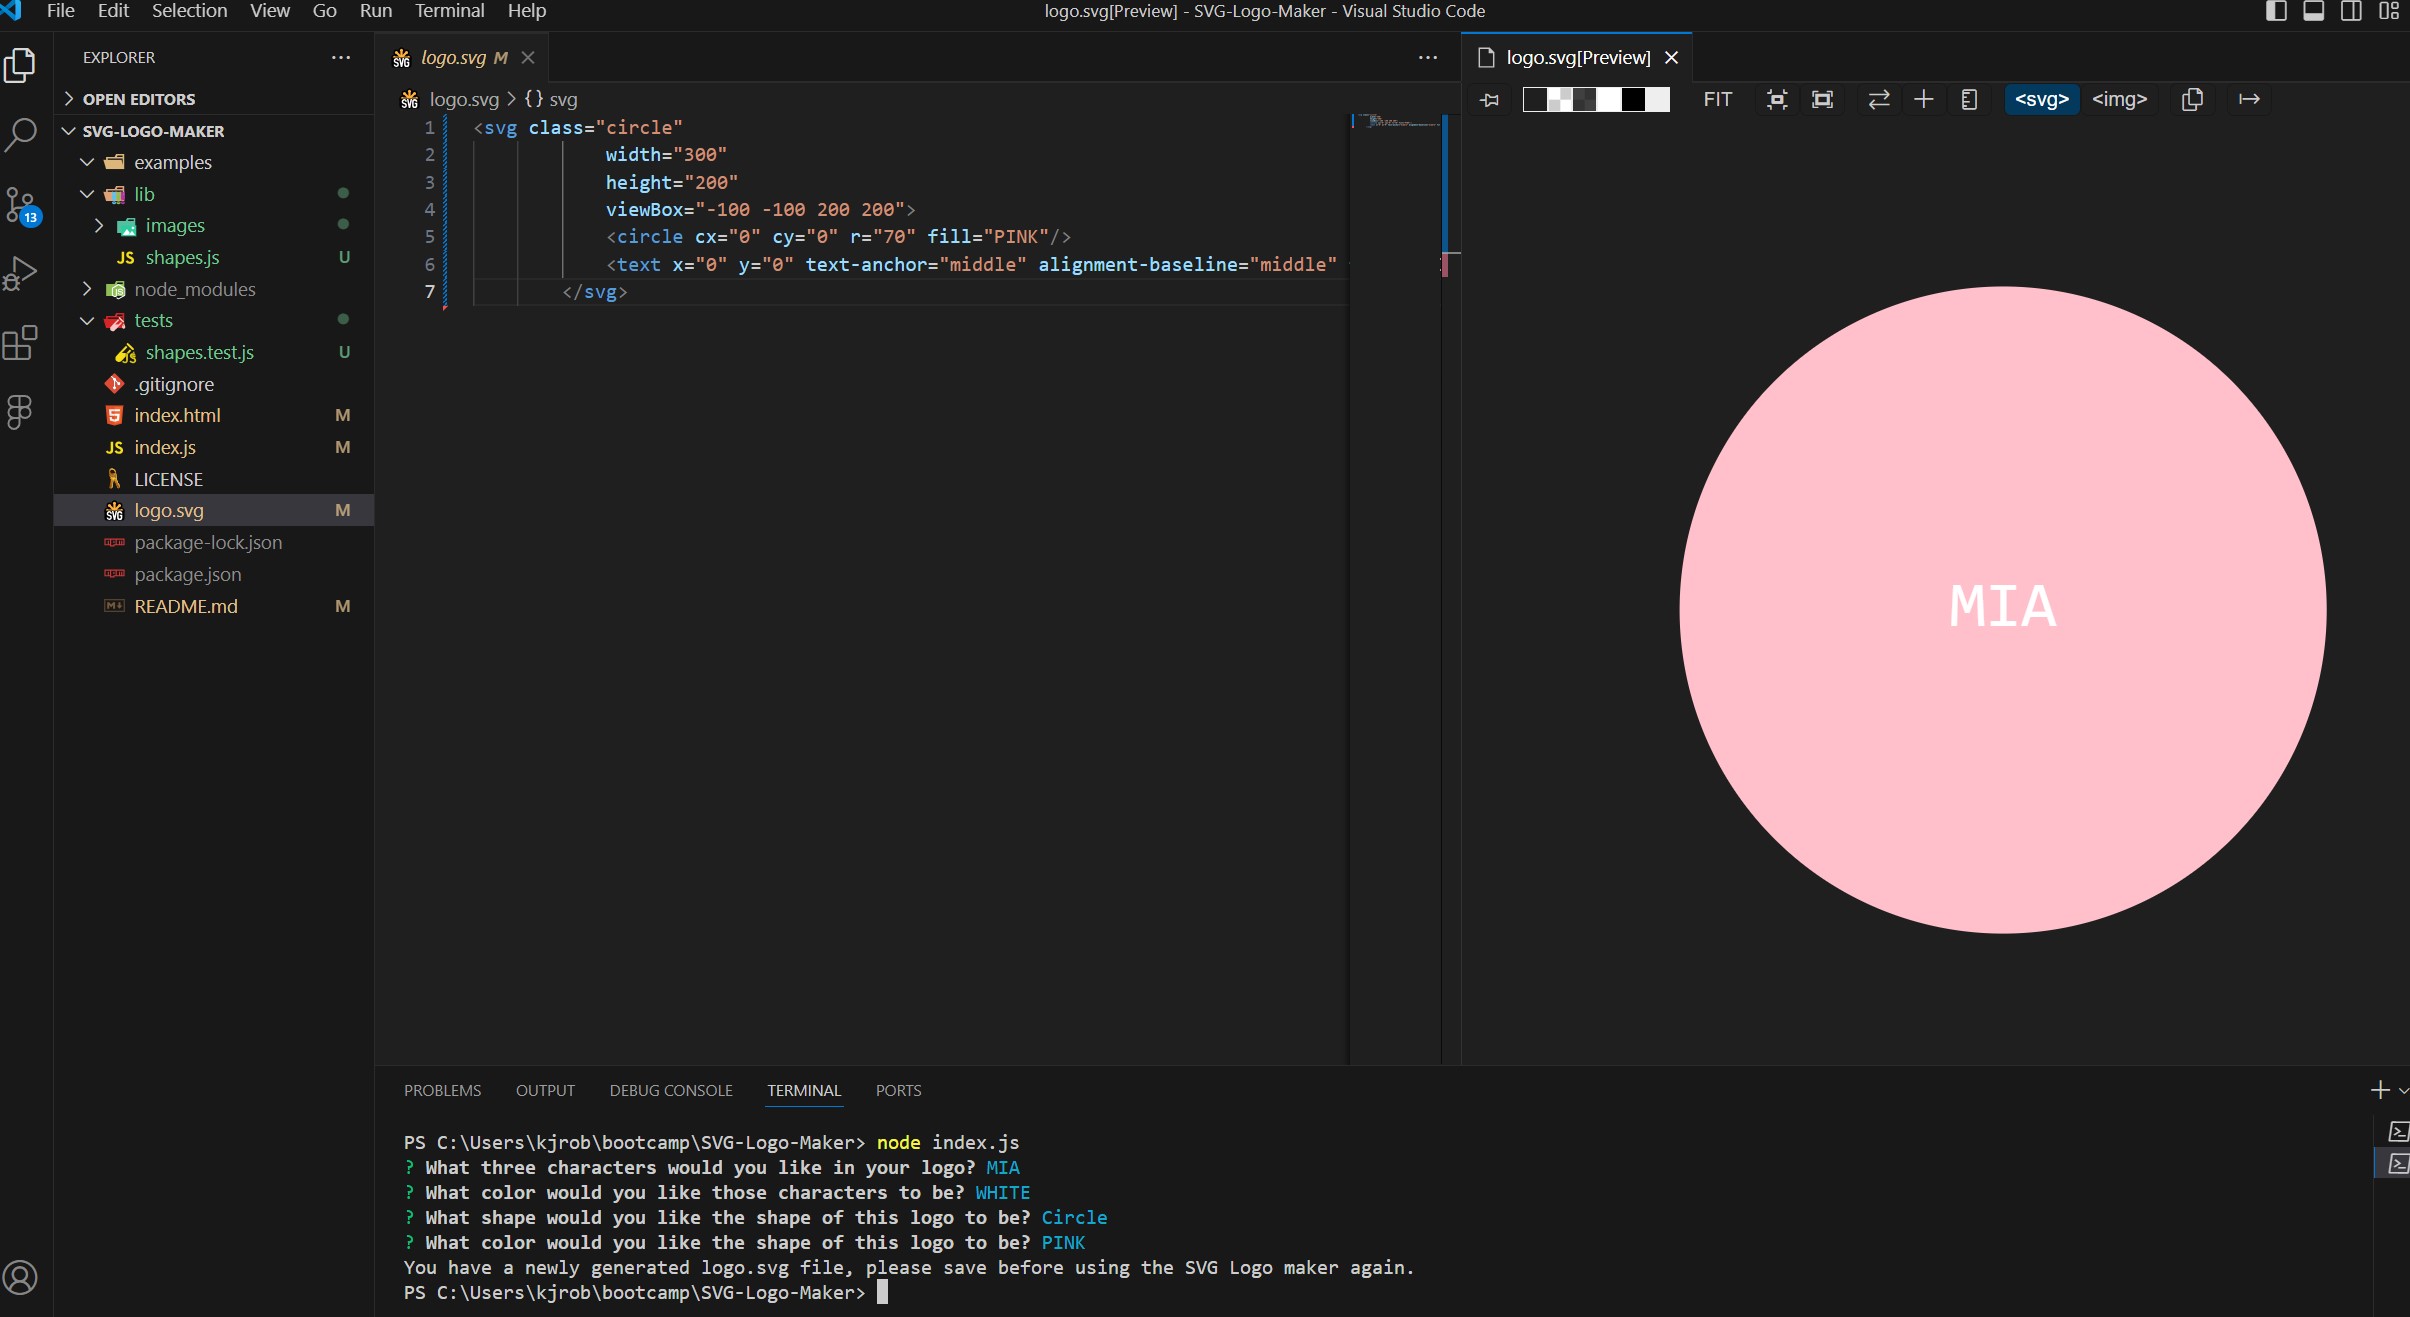 File Edit Selection View Go Run Terminal Help
logo.svg[Preview] - SVG-Logo-Maker - Visual Studio Code
EXPLORER
OPEN EDITORS
SVG-LOGO-MAKER
examples
lib
images
shapes.js U
node_modules
tests
shapes.test.js U
.gitignore
index.html M
index.js M
LICENSE
logo.svg M
package-lock.json
package.json
README.md M
13
logo.svg M
logo.svg > {} svg
1 <svg class="circle"
2 width="300"
3 height="200"
4 viewBox="-100 -100 200 200">
5 <circle cx="0" cy="0" r="70" fill="PINK"/>
6 <text x="0" y="0" text-anchor="middle" alignment-baseline="middle"
7 </svg>
logo.svg[Preview]
FIT <svg> <img>
MIA
PROBLEMS OUTPUT DEBUG CONSOLE TERMINAL PORTS
PS C:\Users\kjrob\bootcamp\SVG-Logo-Maker> node index.js
? What three characters would you like in your logo? MIA
? What color would you like those characters to be? WHITE
? What shape would you like the shape of this logo to be? Circle
? What color would you like the shape of this logo to be? PINK
You have a newly generated logo.svg file, please save before using the SVG Logo maker again.
PS C:\Users\kjrob\bootcamp\SVG-Logo-Maker>